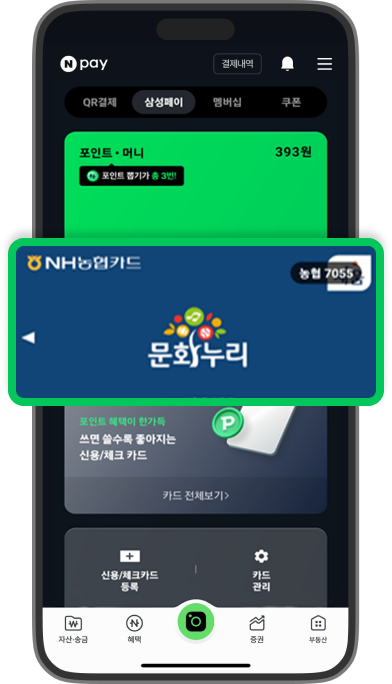 N pay
결제내역
QR결제
삼성페이
멤버십
쿠폰
포인트 • 머니
393원
포인트 뽑기가 총 3번!
NH농협카드
농협 7055
문화누리
포인트 혜택이 한가득
쓰면 쓸수록 좋아지는
신용/체크 카드
카드 전체보기>
신용/체크카드
등록
카드
관리
자산·송금
혜택
증권
부동산